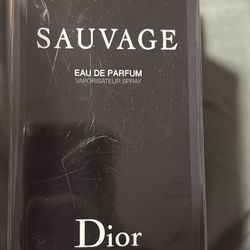 SAUVAGE
EAU DE PARFUM
VAPORISATEUR SPRAY
Dior